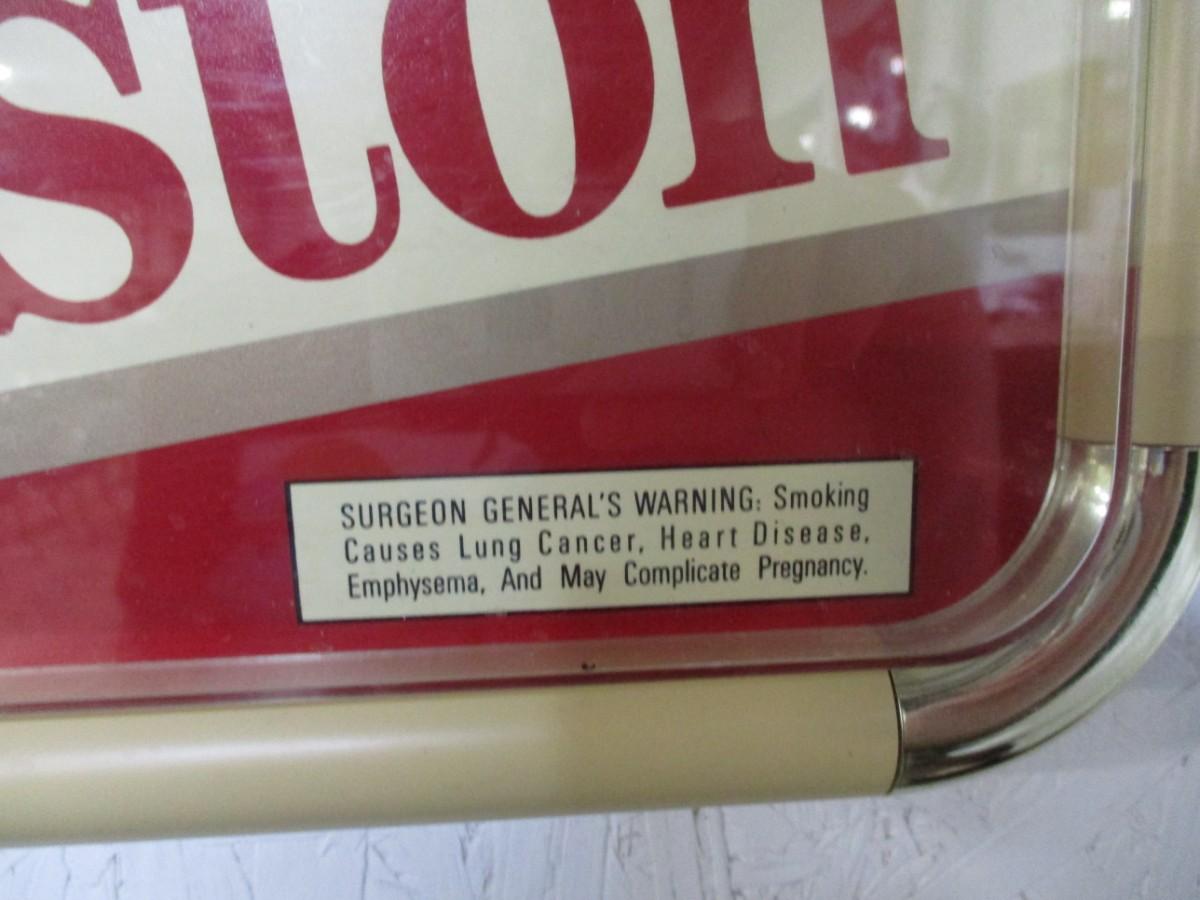 ston
SURGEON GENERAL'S WARNING: Smoking
Causes Lung Cancer, Heart Disease,
Emphysema, And May Complicate Pregnancy.